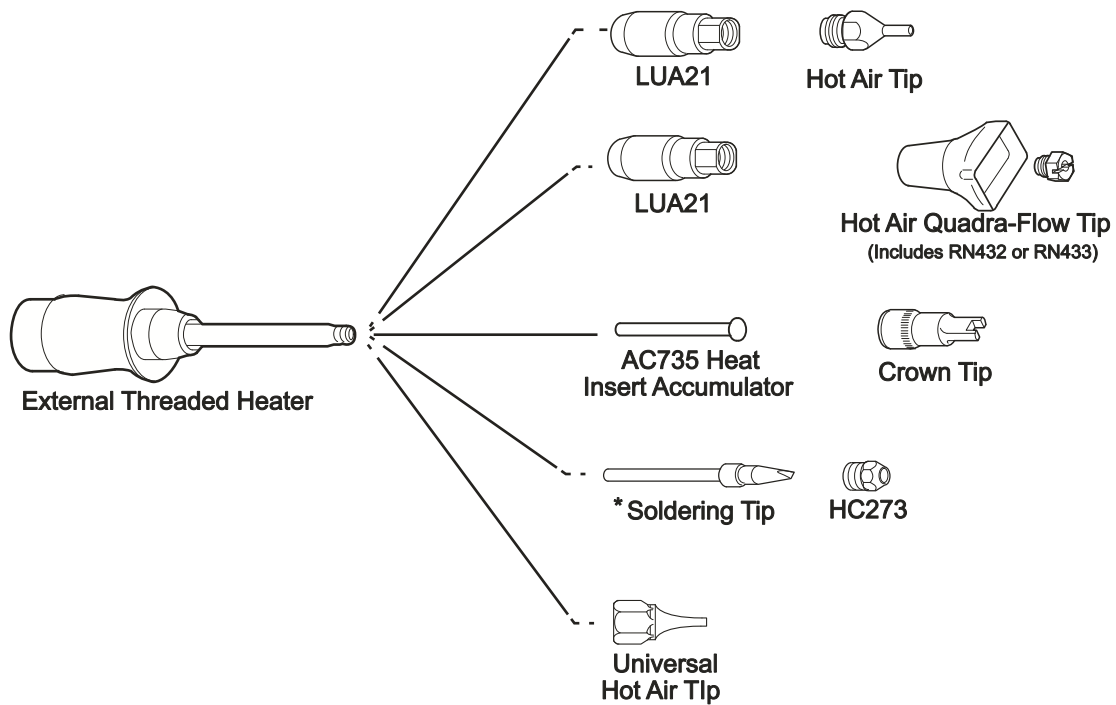 LUA21
Hot Air Tip
LUA21
Hot Air Quadra-Flow Tip
(Includes RN432 or RN433)
External Threaded Heater
AC735 Heat
Insert Accumulator
Crown Tip
* Soldering Tip
HC273
Universal
Hot Air TIp